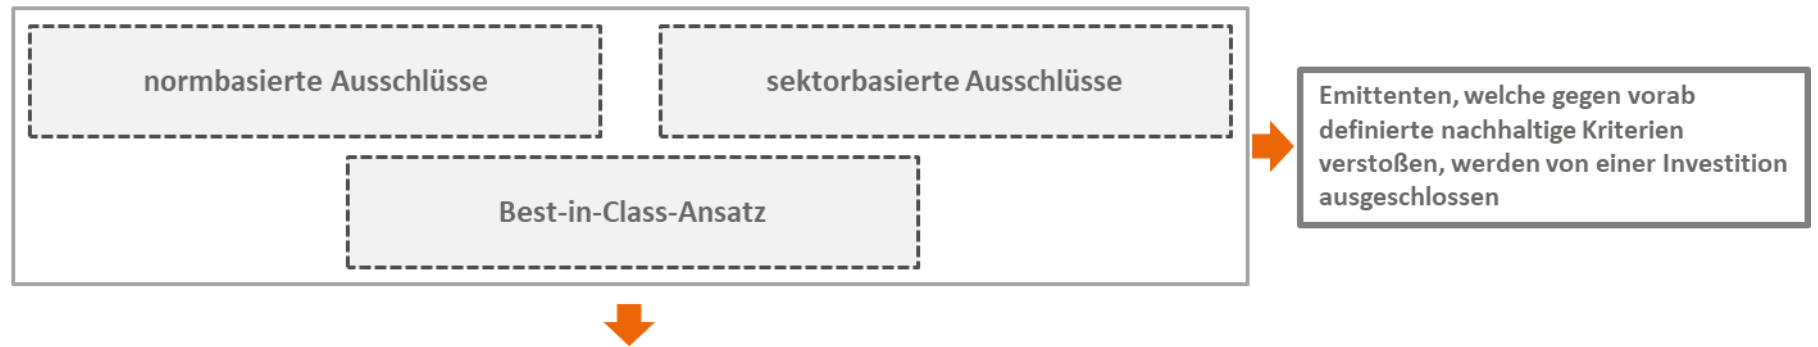 normbasierte Ausschlüsse
sektorbasierte Ausschlüsse
Best-in-Class-Ansatz
Emittenten, welche gegen vorab
definierte nachhaltige Kriterien
verstoßen, werden von einer Investition
ausgeschlossen